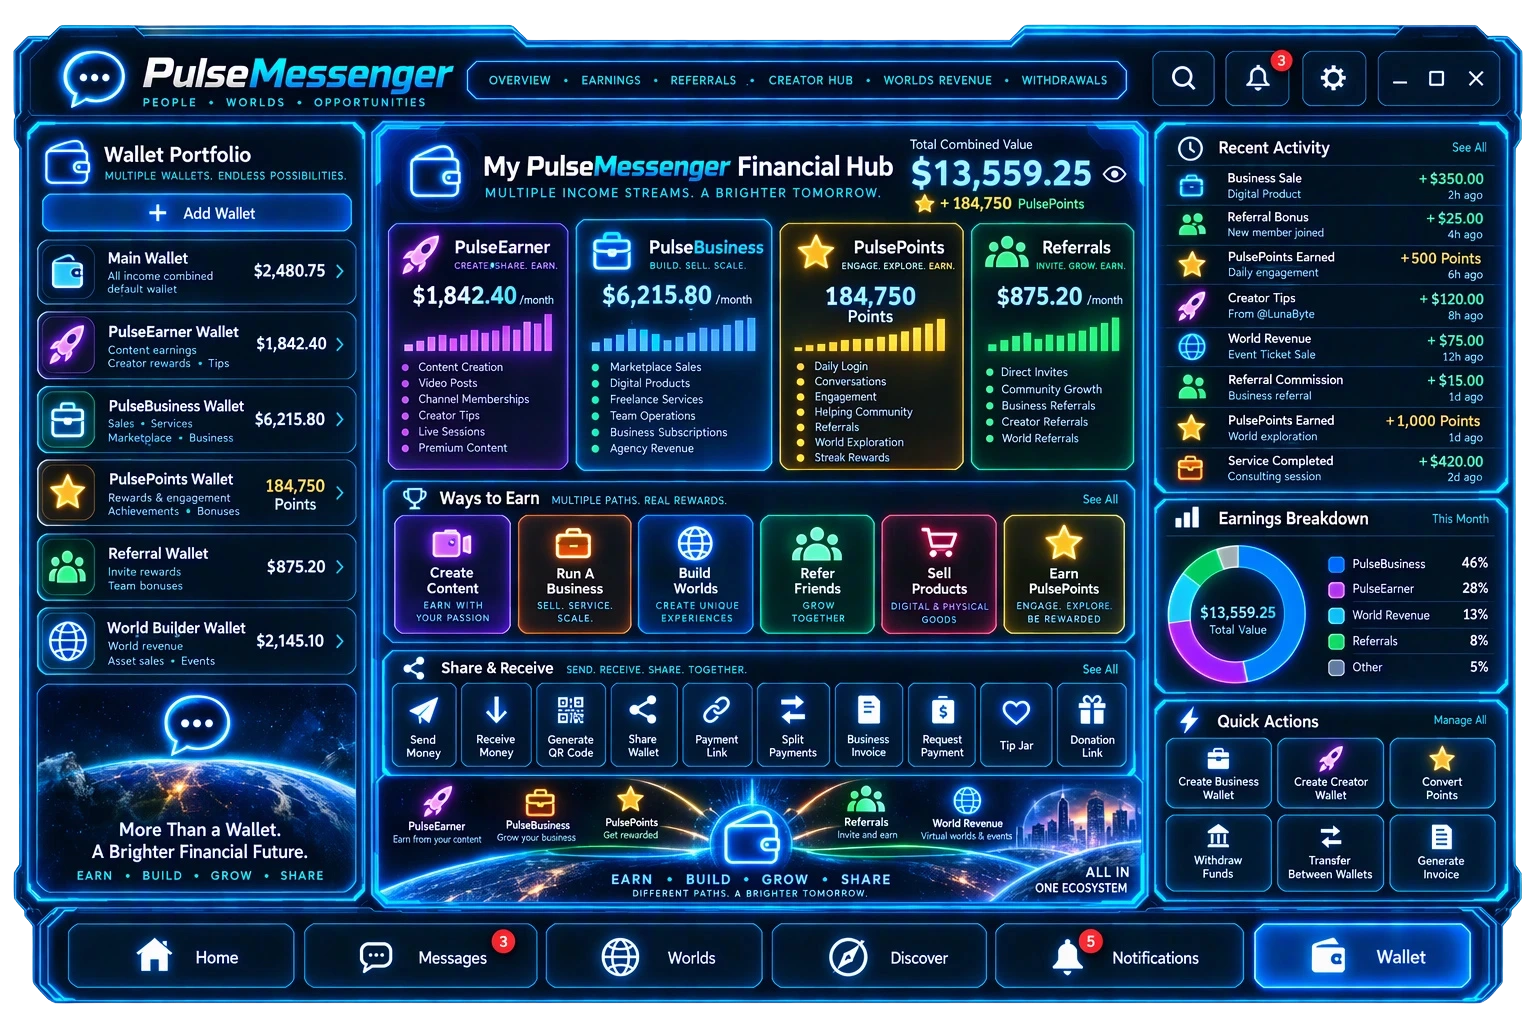 PulseMessenger
PEOPLE • WORLDS • OPPORTUNITIES
OVERVIEW • EARNINGS • REFERRALS • CREATOR HUB • WORLDS REVENUE • WITHDRAWALS
3
Wallet Portfolio
MULTIPLE WALLETS. ENDLESS POSSIBILITIES.
+ Add Wallet
Main Wallet
All income combined
default wallet
$2,480.75
PulseEarner Wallet
Content earnings
Creator rewards • Tips
$1,842.40
PulseBusiness Wallet
Sales • Services
Marketplace • Business
$6,215.80
PulsePoints Wallet
Rewards & engagement
Achievements • Bonuses
184,750
Points
Referral Wallet
Invite rewards
Team bonuses
$875.20
World Builder Wallet
World revenue
Asset sales • Events
$2,145.10
More Than a Wallet.
A Brighter Financial Future.
EARN • BUILD • GROW • SHARE
My PulseMessenger Financial Hub
MULTIPLE INCOME STREAMS. A BRIGHTER TOMORROW.
Total Combined Value
$13,559.25
+ 184,750 PulsePoints
PulseEarner
CREATE. SHARE. EARN.
$1,842.40 /month
Content Creation
Video Posts
Channel Memberships
Creator Tips
Live Sessions
Premium Content
PulseBusiness
BUILD. SELL. SCALE.
$6,215.80 /month
Marketplace Sales
Digital Products
Freelance Services
Team Operations
Business Subscriptions
Agency Revenue
PulsePoints
ENGAGE. EXPLORE. EARN.
184,750
Points
Daily Login
Conversations
Engagement
Helping Community
Referrals
World Exploration
Streak Rewards
Referrals
INVITE. GROW. EARN.
$875.20 /month
Direct Invites
Community Growth
Business Referrals
Creator Referrals
World Referrals
Ways to Earn
MULTIPLE PATHS. REAL REWARDS.
See All
Create
Content
EARN WITH
YOUR PASSION
Run A
Business
SELL. SERVICE.
SCALE.
Build
Worlds
CREATE UNIQUE
EXPERIENCES
Refer
Friends
GROW
TOGETHER
Sell
Products
DIGITAL & PHYSICAL
GOODS
Earn
PulsePoints
ENGAGE. EXPLORE.
BE REWARDED
Share & Receive
SEND. RECEIVE. SHARE. TOGETHER.
See All
Send
Money
Receive
Money
Generate
QR Code
Share
Wallet
Payment
Link
Split
Payments
Business
Invoice
Request
Payment
Tip Jar
Donation
Link
PulseEarner
Earn from your content
PulseBusiness
Grow your business
PulsePoints
Get rewarded
Referrals
Invite and earn
World Revenue
Virtual worlds & events
EARN • BUILD • GROW • SHARE
DIFFERENT PATHS. A BRIGHTER TOMORROW.
ALL IN
ONE ECOSYSTEM
Recent Activity
See All
Business Sale
Digital Product
+ $350.00
2h ago
Referral Bonus
New member joined
+ $25.00
4h ago
PulsePoints Earned
Daily engagement
+ 500 Points
6h ago
Creator Tips
From @LunaByte
+ $120.00
8h ago
World Revenue
Event Ticket Sale
+ $75.00
12h ago
Referral Commission
Business referral
+ $15.00
1d ago
PulsePoints Earned
World exploration
+ 1,000 Points
1d ago
Service Completed
Consulting session
+ $420.00
2d ago
Earnings Breakdown
This Month
$13,559.25
Total Value
PulseBusiness 46%
PulseEarner 28%
World Revenue 13%
Referrals 8%
Other 5%
Quick Actions
Manage All
Create Business
Wallet
Create Creator
Wallet
Convert
Points
Withdraw
Funds
Transfer
Between Wallets
Generate
Invoice
Home
Messages
3
Worlds
Discover
5
Notifications
Wallet